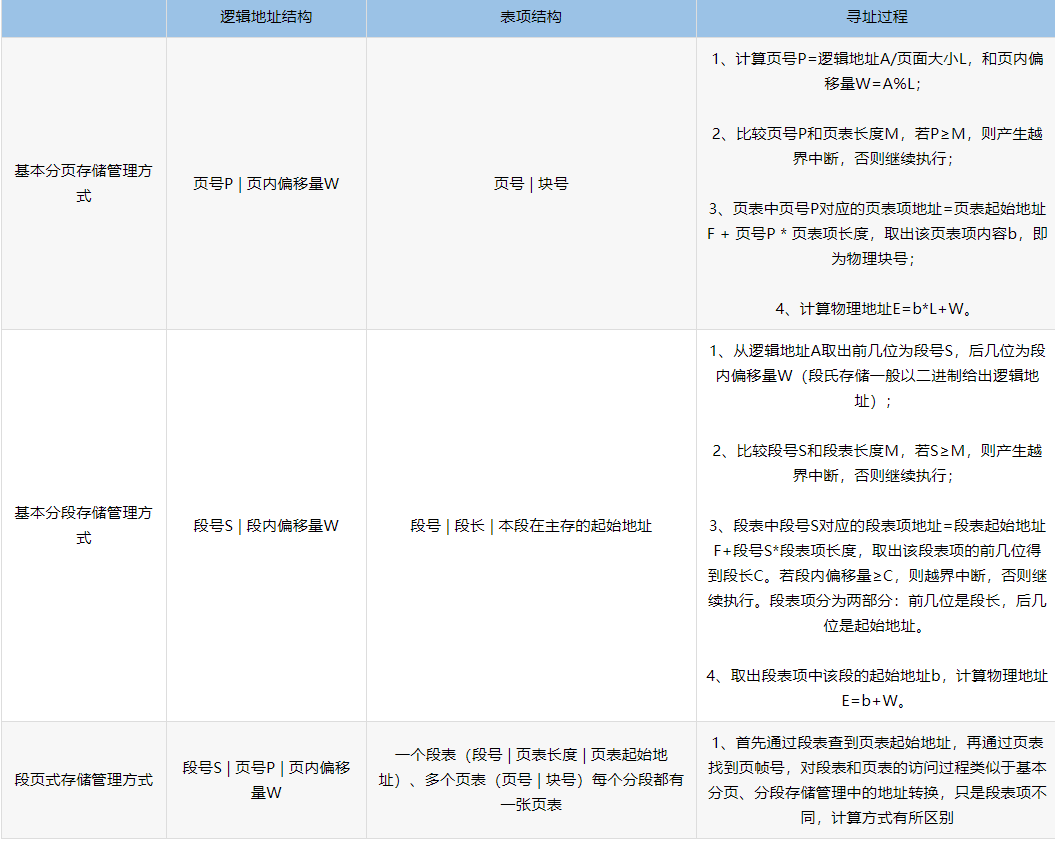 逻辑地址结构
表项结构
寻址过程
基本分页存储管理方
式
页号P | 页内偏移量W
页号 | 块号
1、计算页号P=逻辑地址A/页面大小L，和页内偏
移量W=A%L；
2、比较页号P和页表长度M，若P≥M，则产生越
界中断，否则继续执行；
3、页表中页号P对应的页表项地址=页表起始地址
F + 页号P * 页表项长度，取出该页表项内容b，即
为物理块号；
4、计算物理地址E=b*L+W。
基本分段存储管理方
式
段号S | 段内偏移量W
段号 | 段长 | 本段在主存的起始地址
1、从逻辑地址A取出前几位为段号S，后几位为段
内偏移量W（段氏存储一般以二进制给出逻辑地
址）；
2、比较段号S和段表长度M，若S≥M，则产生越
界中断，否则继续执行；
3、段表中段号S对应的段表项地址=段表起始地址
F+段号S*段表项长度，取出该段表项的前几位得
到段长C。若段内偏移量≥C，则越界中断，否则继
续执行。段表项分为两部分：前几位是段长，后几
位是起始地址。
4、取出段表项中该段的起始地址b，计算物理地址
E=b+W。
段页式存储管理方式
段号S | 页号P | 页内偏移
量W
一个段表（段号 | 页表长度 | 页表起始地
址）、多个页表（页号 | 块号）每个分段都有
一张页表
1、首先通过段表查到页表起始地址，再通过页表
找到页帧号，对段表和页表的访问过程类似于基本
分页、分段存储管理中的地址转换，只是段表项不
同，计算方式有所区别